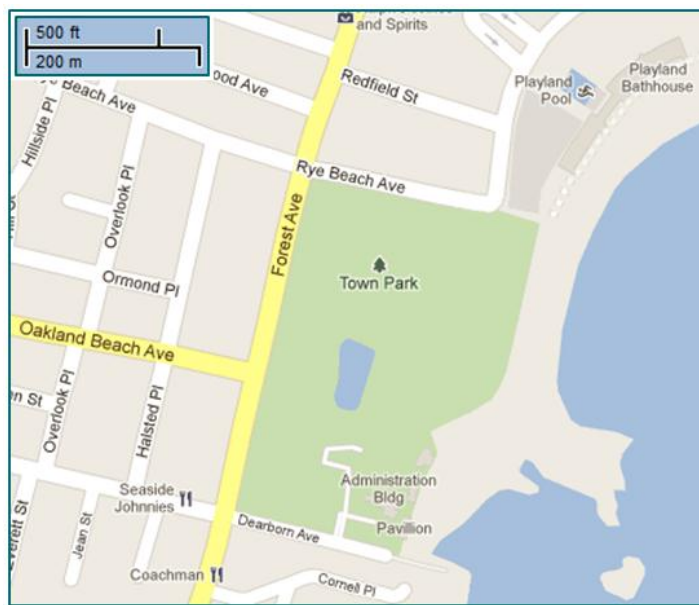 500 ft
200 m
and Spirits
Redfield St
Playland
Pool
Playland
Bathhouse
Rye Beach Ave
Hillside Pl
Overlook Pl
Rye Beach Ave
Forest Ave
Town Park
Ormond Pl
Oakland Beach Ave
Overlook Pl
Halsted Pl
Seaside
Johnnies
Administration
Bldg
Dearborn Ave
Pavillion
Everett St
Jean St
Coachman
Cornell Pl